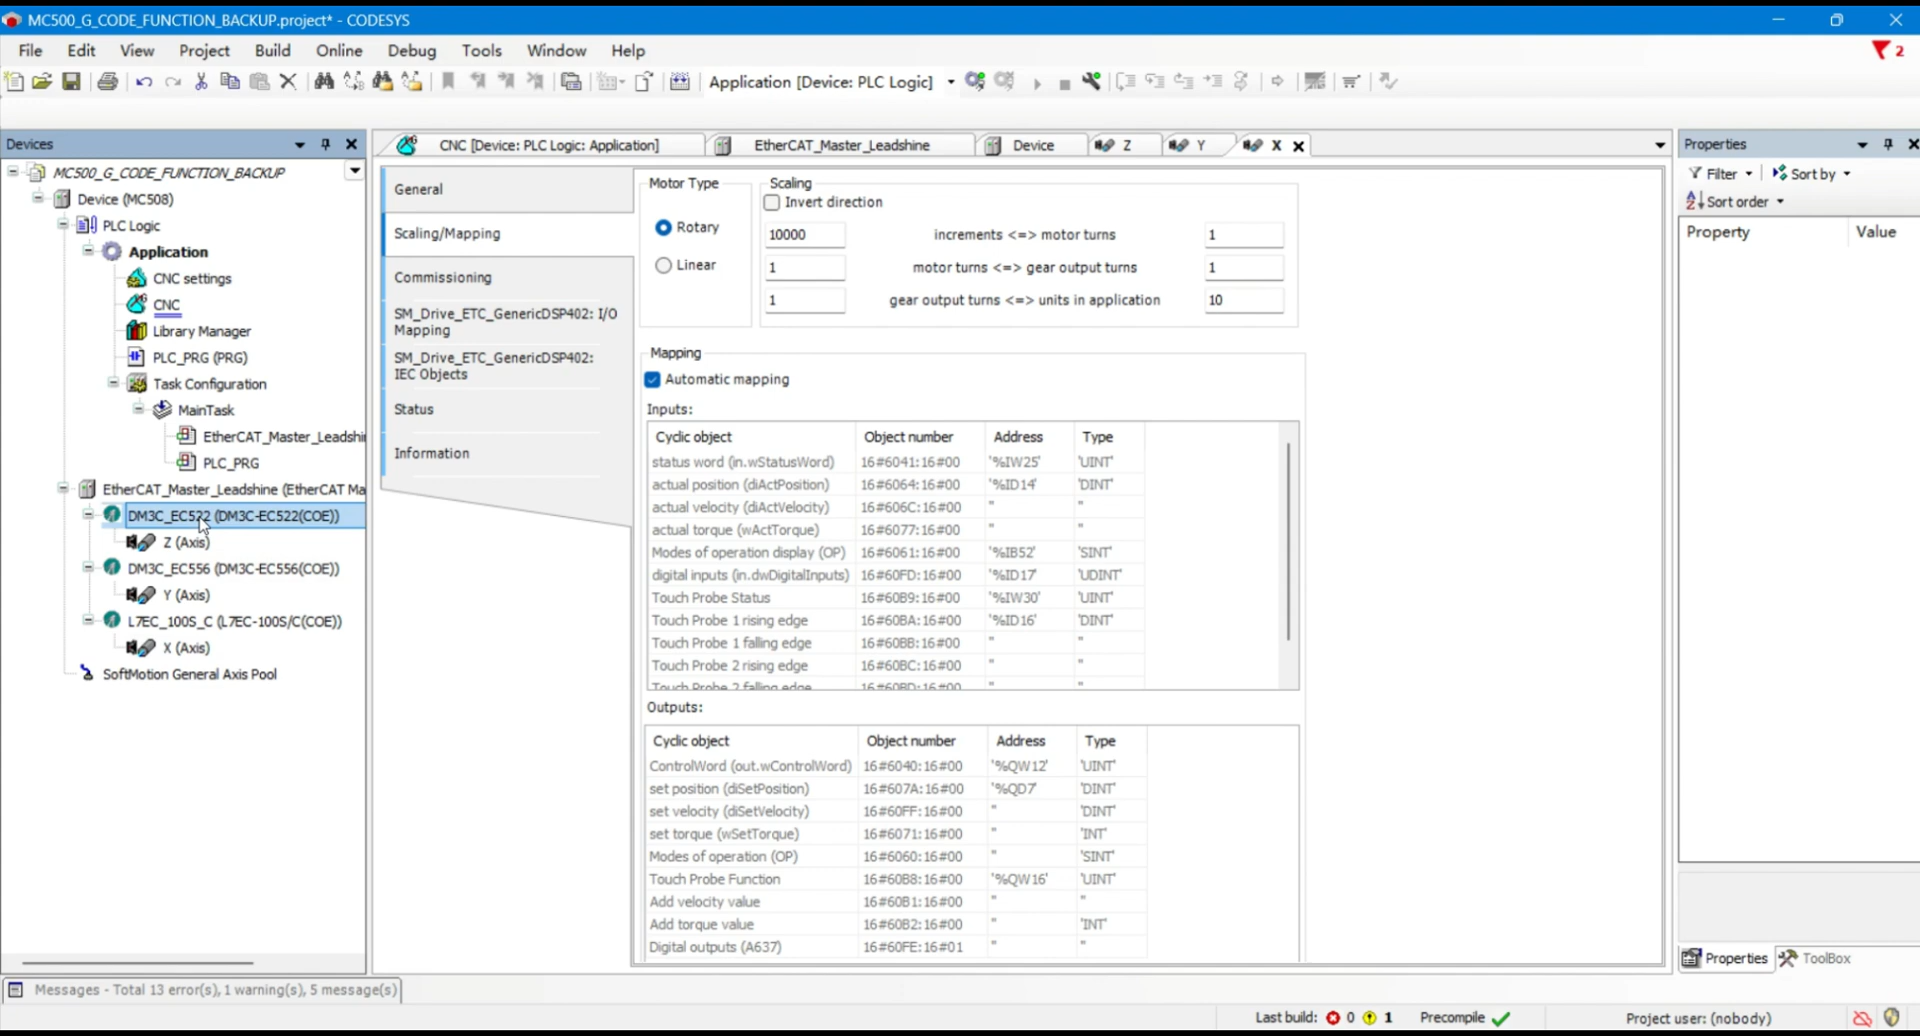 MC500_G_CODE_FUNCTION_BACKUP.project* - CODESYS
File Edit View Project Build Online Debug Tools Window Help
2
Application [Device: PLC Logic]
Devices
MC500_G_CODE_FUNCTION_BACKUP
Device (MC508)
PLC Logic
Application
CNC settings
CNC
Library Manager
PLC_PRG (PRG)
Task Configuration
MainTask
EtherCAT_Master_Leadshi
PLC_PRG
EtherCAT_Master_Leadshine (EtherCAT Ma
DM3C_EC522 (DM3C-EC522(COE))
Z (Axis)
DM3C_EC556 (DM3C-EC556(COE))
Y (Axis)
L7EC_100S_C (L7EC-100S/C(COE))
X (Axis)
SoftMotion General Axis Pool
CNC [Device: PLC Logic: Application] EtherCAT_Master_Leadshine Device Z Y X
General
Scaling/Mapping
Commissioning
SM_Drive_ETC_GenericDSP402: I/O
Mapping
SM_Drive_ETC_GenericDSP402:
IEC Objects
Status
Information
Motor Type
Rotary
Linear
Scaling
Invert direction
10000 increments <=> motor turns 1
1 motor turns <=> gear output turns 1
1 gear output turns <=> units in application 10
Mapping
Automatic mapping
Inputs:
Cyclic object Object number Address Type
status word (in.wStatusWord) 16#6041:16#00 '%IW25' 'UINT'
actual position (diActPosition) 16#6064:16#00 '%ID14' 'DINT'
actual velocity (diActVelocity) 16#606C:16#00 '' ''
actual torque (wActTorque) 16#6077:16#00 '' ''
Modes of operation display (OP) 16#6061:16#00 '%IB52' 'SINT'
digital inputs (in.dwDigitalInputs) 16#60FD:16#00 '%ID17' 'UDINT'
Touch Probe Status 16#60B9:16#00 '%IW30' 'UINT'
Touch Probe 1 rising edge 16#60BA:16#00 '%ID16' 'DINT'
Touch Probe 1 falling edge 16#60BB:16#00 '' ''
Touch Probe 2 rising edge 16#60BC:16#00 '' ''
Touch Probe 2 falling edge 16#60BD:16#00 '' ''
Outputs:
Cyclic object Object number Address Type
ControlWord (out.wControlWord) 16#6040:16#00 '%QW12' 'UINT'
set position (diSetPosition) 16#607A:16#00 '%QD7' 'DINT'
set velocity (diSetVelocity) 16#60FF:16#00 '' 'DINT'
set torque (wSetTorque) 16#6071:16#00 '' 'INT'
Modes of operation (OP) 16#6060:16#00 '' 'SINT'
Touch Probe Function 16#60B8:16#00 '%QW16' 'UINT'
Add velocity value 16#60B1:16#00 '' ''
Add torque value 16#60B2:16#00 '' 'INT'
Digital outputs (A637) 16#60FE:16#01 '' ''
Properties
Filter Sort by
Sort order
Property Value
Properties ToolBox
Messages - Total 13 error(s), 1 warning(s), 5 message(s)
Last build: 0 1 Precompile Project user: (nobody)